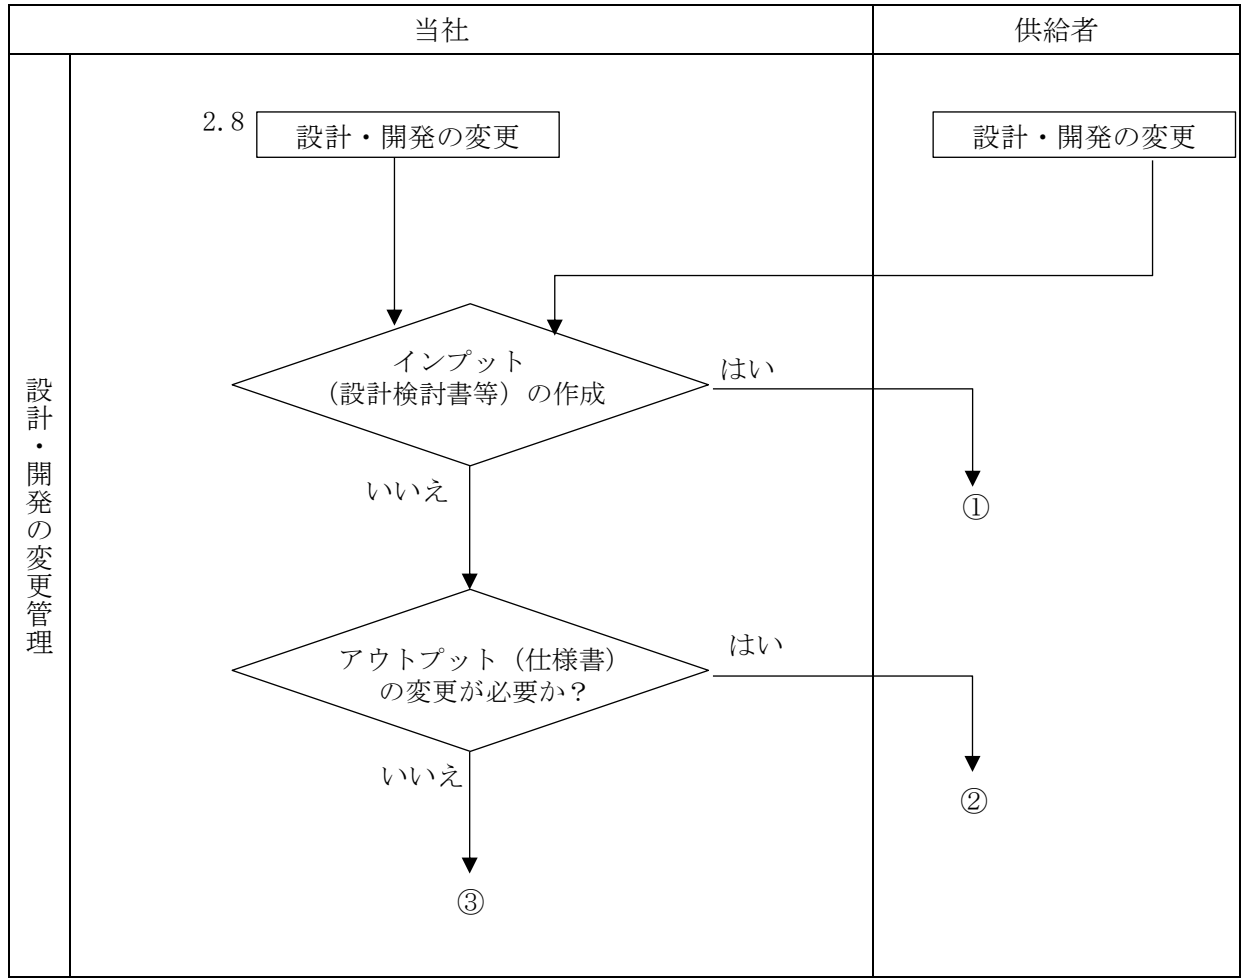 当社
供給者
設計・開発の変更管理
2.8
設計・開発の変更
設計・開発の変更
インプット
（設計検討書等）の作成
はい
①
いいえ
アウトプット（仕様書）
の変更が必要か？
はい
②
いいえ
③